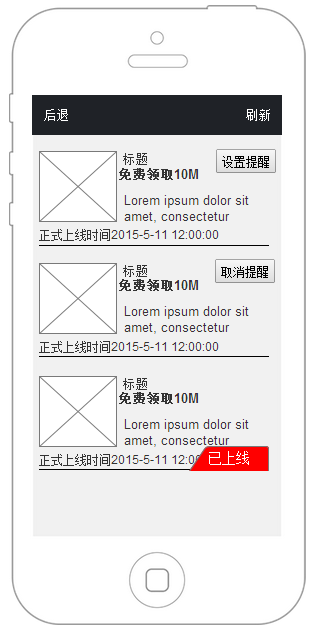 后退 刷新
标题 设置提醒
免费领取10M
Lorem ipsum dolor sit
amet, consectetur
正式上线时间2015-5-11 12:00:00
标题 取消提醒
免费领取10M
Lorem ipsum dolor sit
amet, consectetur
正式上线时间2015-5-11 12:00:00
标题
免费领取10M
Lorem ipsum dolor sit
amet, consectetur
正式上线时间2015-5-11 12:0
已上线